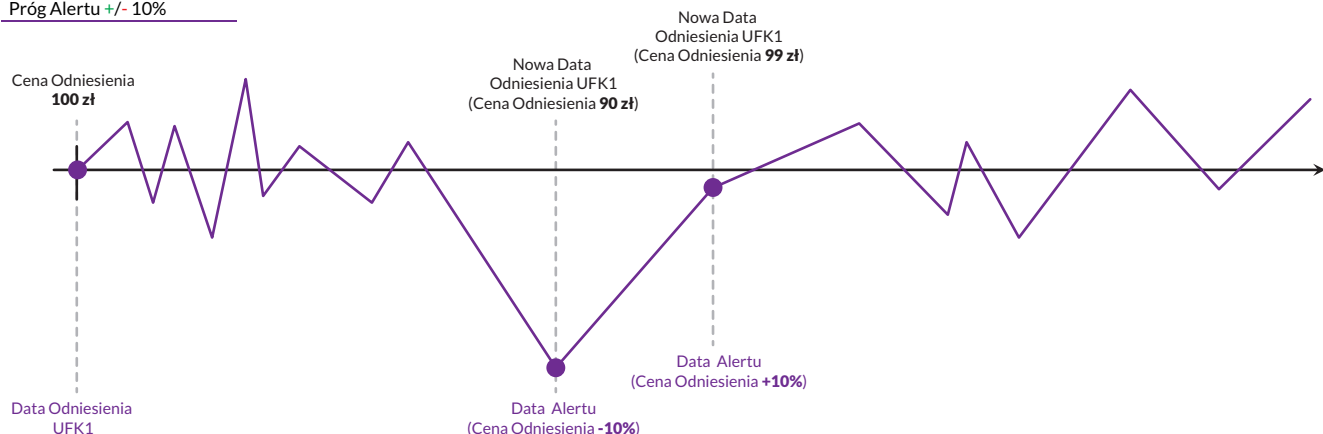 Próg Alertu +/- 10%
Cena Odniesienia
100 zł
Nowa Data
Odniesienia UFK1
(Cena Odniesienia 90 zł)
Nowa Data
Odniesienia UFK1
(Cena Odniesienia 99 zł)
Data Odniesienia
UFK1
Data Alertu
(Cena Odniesienia -10%)
Data Alertu
(Cena Odniesienia +10%)